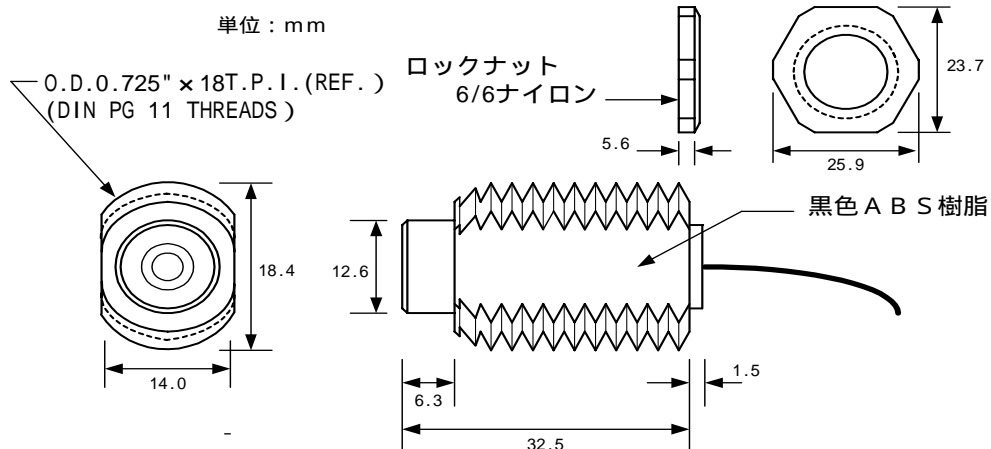 単位：mm
O.D.0.725" × 18T.P.I.(REF.)
(DIN PG 11 THREADS)
ロックナット
6/6ナイロン
5.6
23.7
25.9
黒色ＡＢＳ樹脂
18.4
12.6
14.0
6.3
1.5
32.5